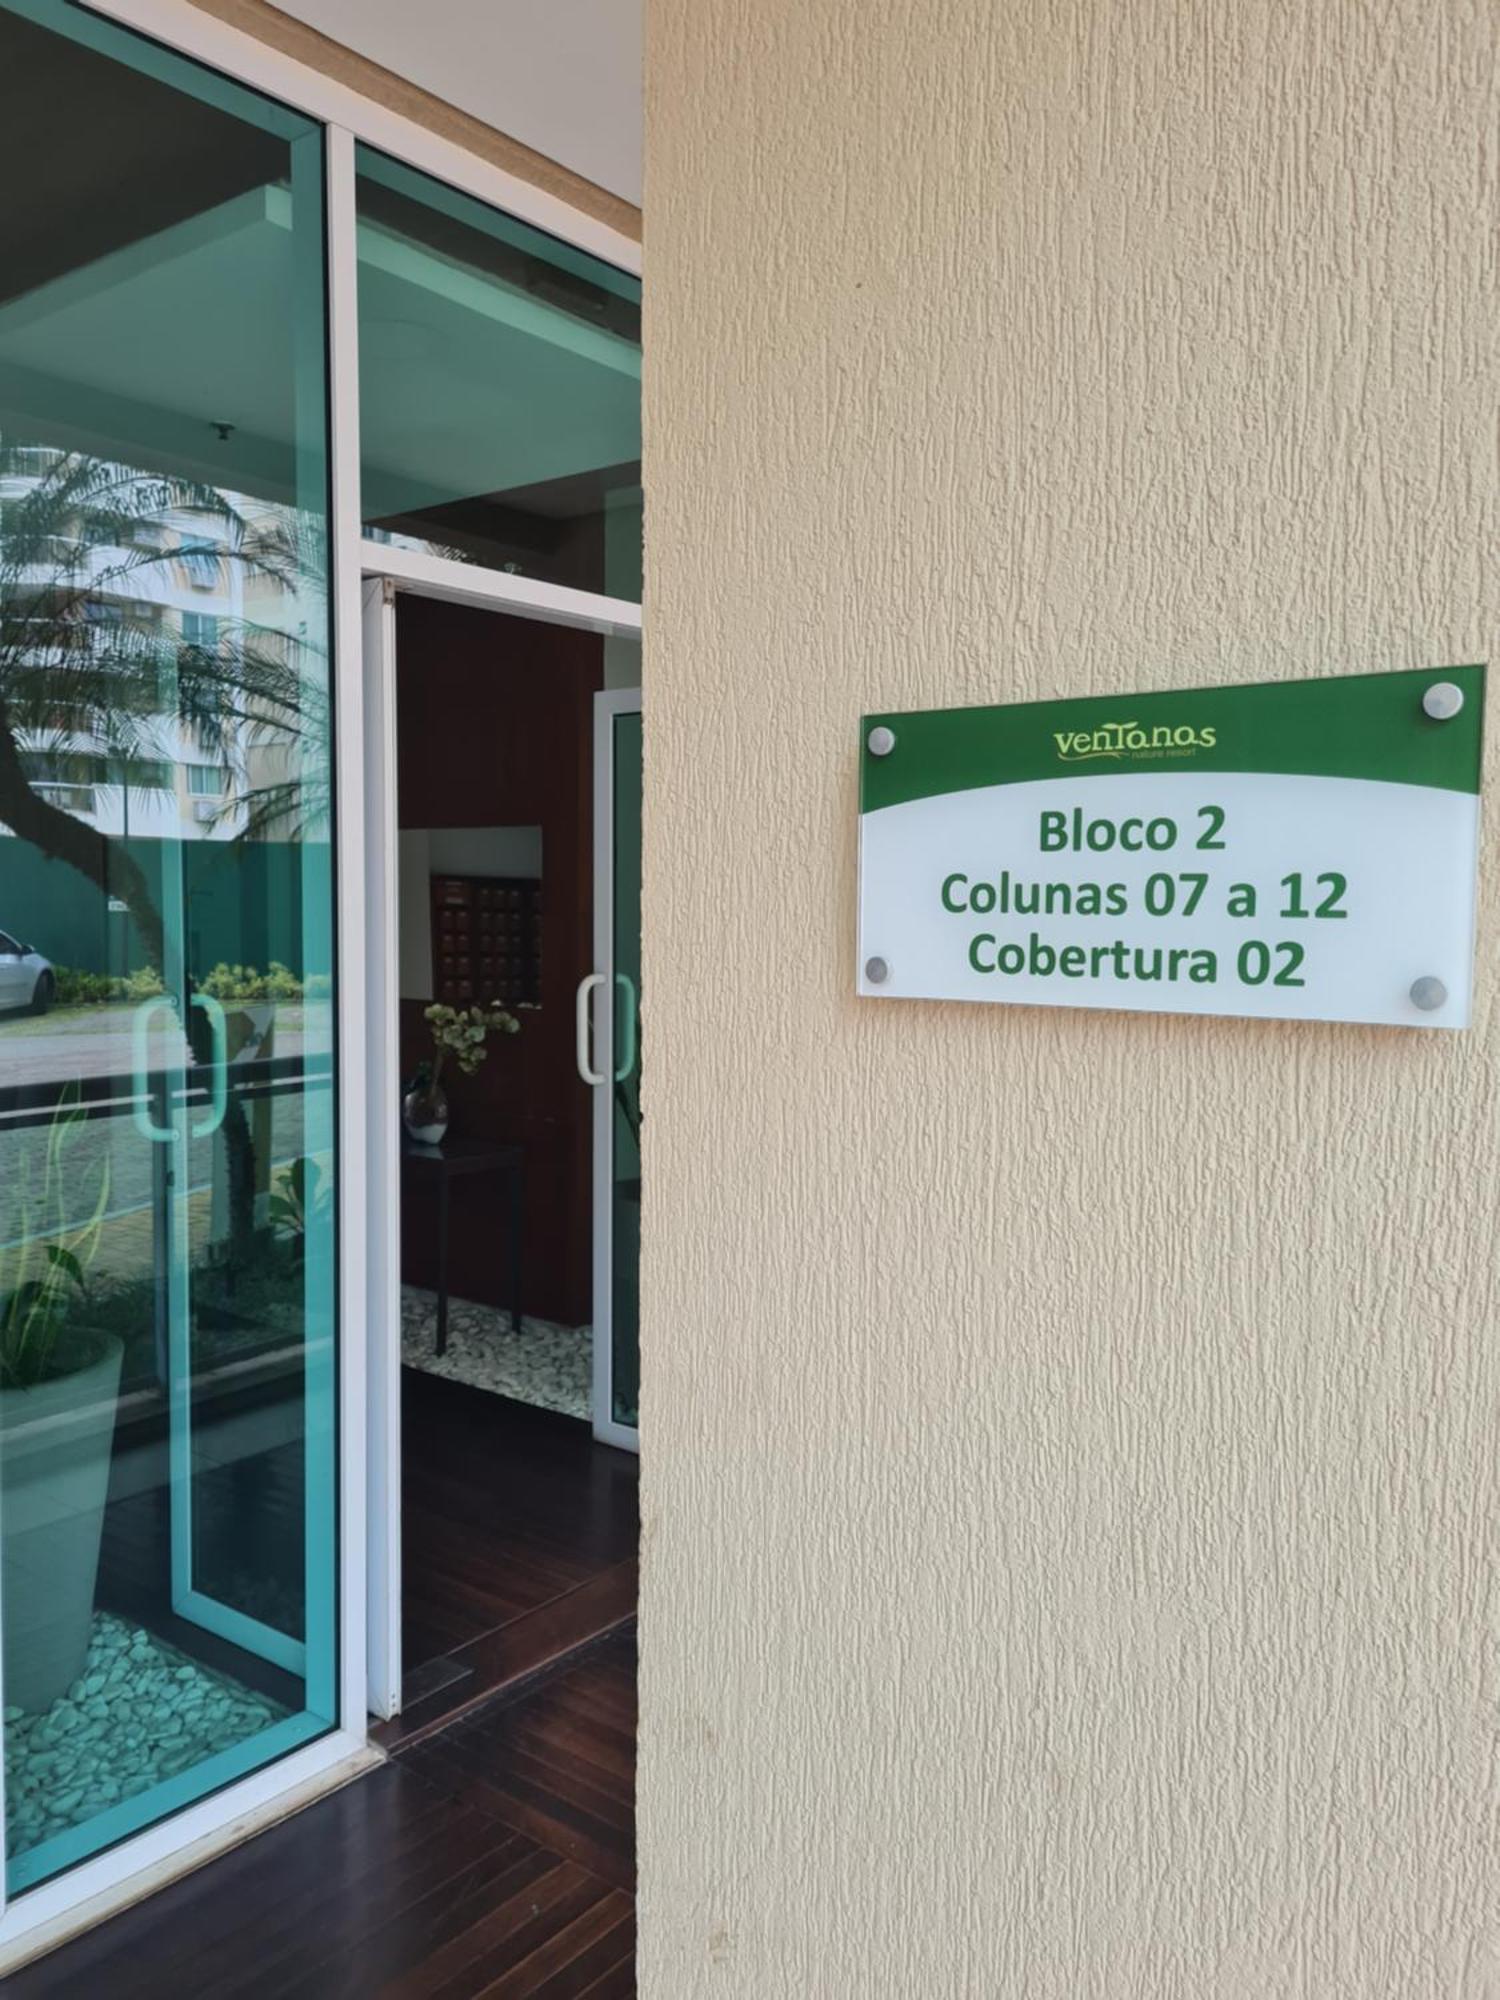 venTanas
nature resort
Bloco 2
Colunas 07 a 12
Cobertura 02